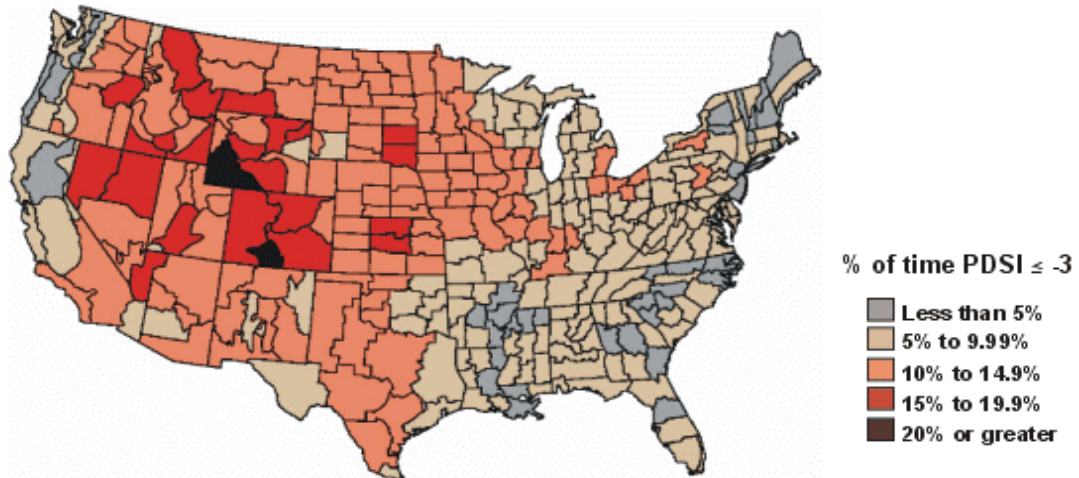 % of time PDSI ≤ -3
Less than 5%
5% to 9.99%
10% to 14.9%
15% to 19.9%
20% or greater